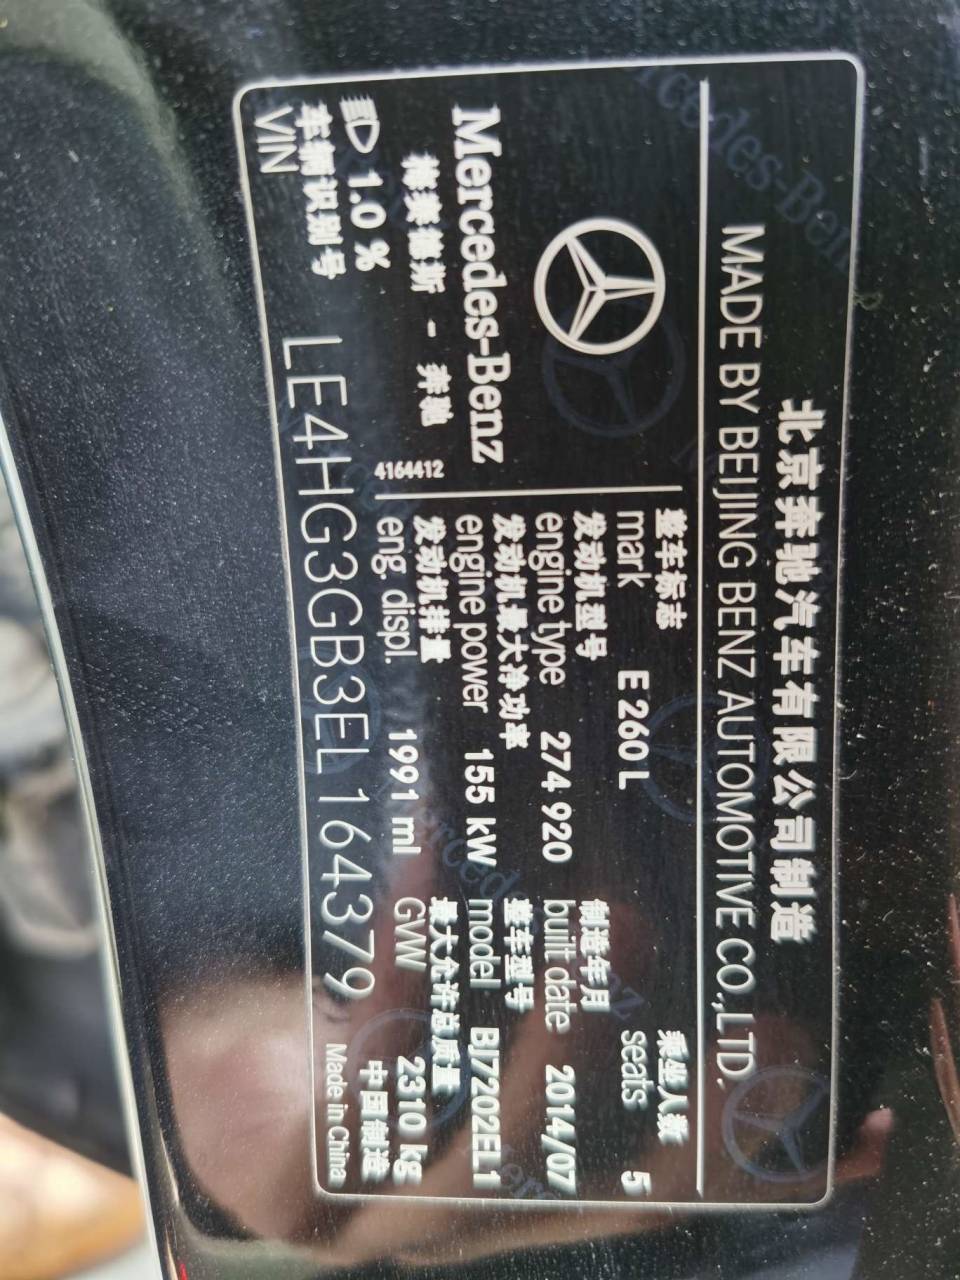 北京奔驰汽车有限公司制造
MADE BY BEIJING BENZ AUTOMOTIVE CO.,LTD.
Mercedes-Benz
梅赛德斯 - 奔驰
4164412
1.0 %
整车标志
mark E 260 L
乘坐人数
seats 5
发动机型号
engine type 274 920
制造年月
built date 2014/07
发动机最大净功率
engine power 155 kW
整车型号
model BJ7202EL1
发动机排量
eng. displ. 1991 ml
最大允许总质量
GVW 2310 kg
车辆识别号
VIN LE4HG3GB3EL164379
中国制造
Made in China